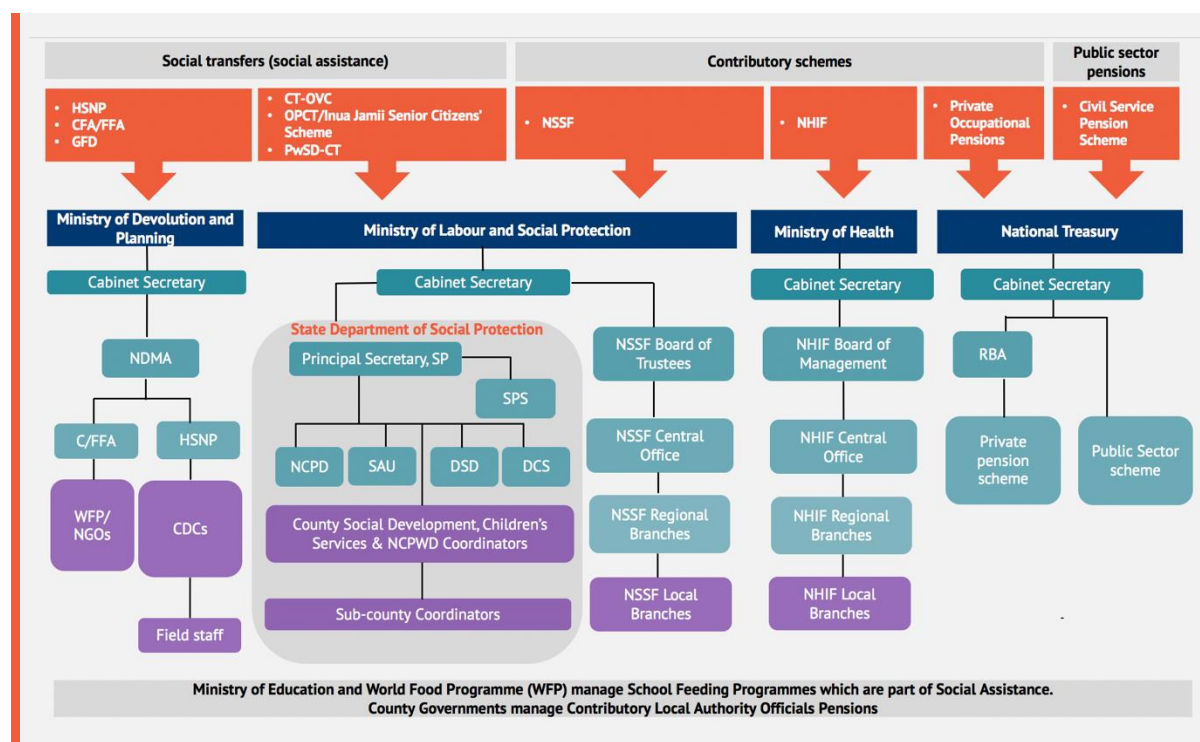 Social transfers (social assistance)
Contributory schemes
Public sector
pensions
• HSNP
• CFA/FFA
• GFD
• CT-OVC
• OPCT/Inua Jamii Senior Citizens'
Scheme
• PwSD-CT
• NSSF
• NHIF
• Private
Occupational
Pensions
• Civil Service
Pension
Scheme
Ministry of Devolution and
Planning
Ministry of Labour and Social Protection
Ministry of Health
National Treasury
Cabinet Secretary
Cabinet Secretary
Cabinet Secretary
Cabinet Secretary
State Department of Social Protection
NDMA
Principal Secretary, SP
SPS
NSSF Board of
Trustees
NHIF Board of
Management
RBA
C/FFA
HSNP
NCPD
SAU
DSD
DCS
NSSF Central
Office
NHIF Central
Office
Private
pension
scheme
Public Sector
scheme
WFP/
NGOs
CDCs
County Social Development, Children's
Services & NCPWD Coordinators
NSSF Regional
Branches
NHIF Regional
Branches
Sub-county Coordinators
NSSF Local
Branches
NHIF Local
Branches
Field staff
Ministry of Education and World Food Programme (WFP) manage School Feeding Programmes which are part of Social Assistance.
County Governments manage Contributory Local Authority Officials Pensions